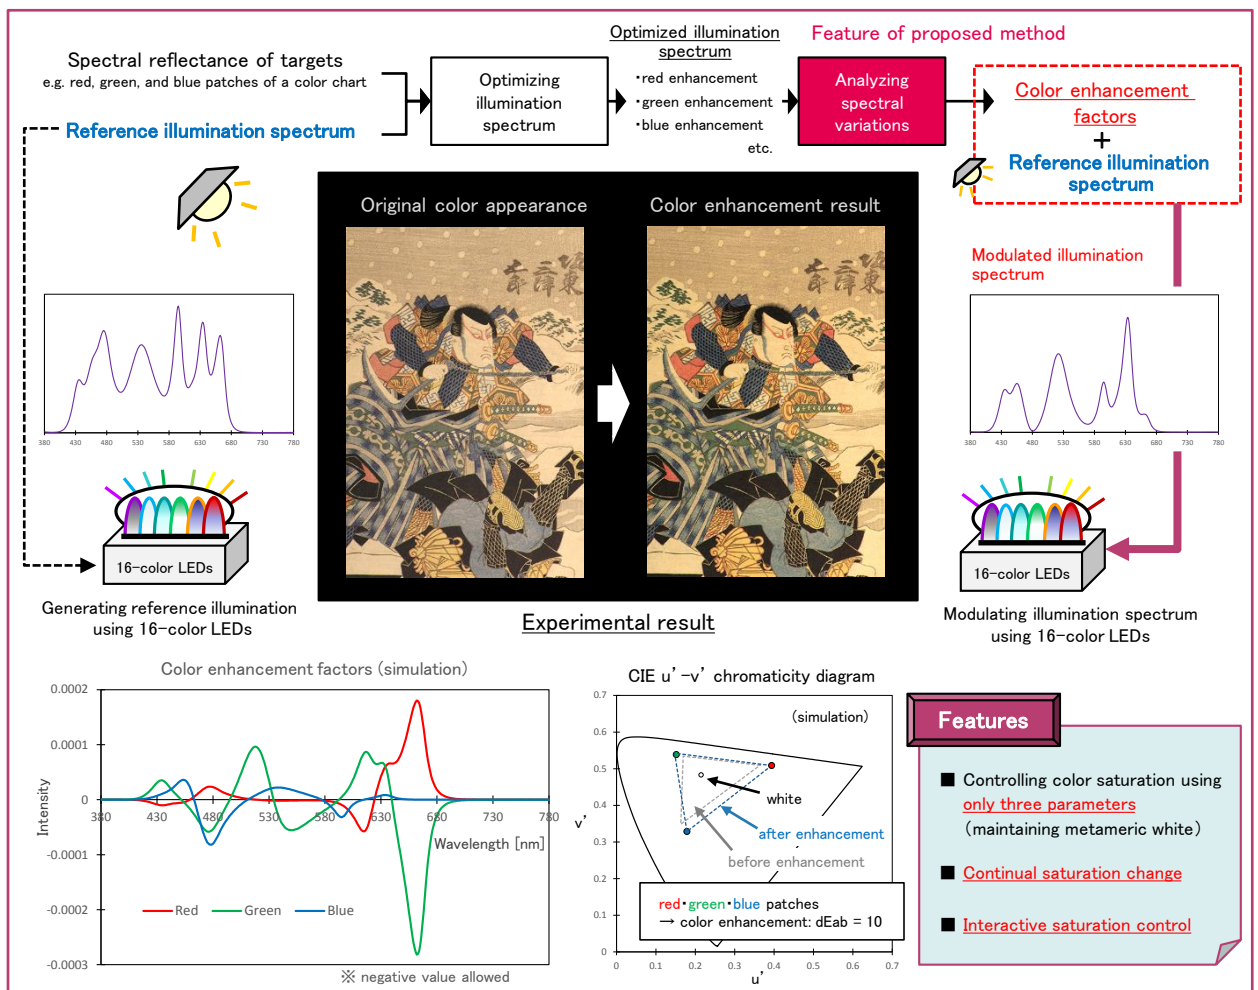 Spectral reflectance of targets
e.g. red, green, and blue patches of a color chart
Reference illumination spectrum
Optimizing
illumination
spectrum
Optimized illumination
spectrum
・red enhancement
・green enhancement
・blue enhancement
etc.
Feature of proposed method
Analyzing
spectral
variations
Color enhancement
factors
+
Reference illumination
spectrum
Original color appearance
Color enhancement result
Modulated illumination
spectrum
380 430 480 530 580 630 680 730 780
380 430 480 530 580 630 680 730 780
16-color LEDs
Generating reference illumination
using 16-color LEDs
16-color LEDs
Modulating illumination spectrum
using 16-color LEDs
Experimental result
Color enhancement factors (simulation)
0.0002
0.0001
0
-0.0001
-0.0002
-0.0003
Intensity
380 430 480 530 580 630 680 730 780
Wavelength [nm]
Red Green Blue
※ negative value allowed
CIE u'-v' chromaticity diagram
(simulation)
0.7
0.6
0.5
0.4
0.3
0.2
0.1
0
v'
white
after enhancement
before enhancement
red・green・blue patches
→ color enhancement: dEab = 10
0 0.1 0.2 0.3 0.4 0.5 0.6 0.7
u'
Features
■ Controlling color saturation using
only three parameters
(maintaining metameric white)
■ Continual saturation change
■ Interactive saturation control